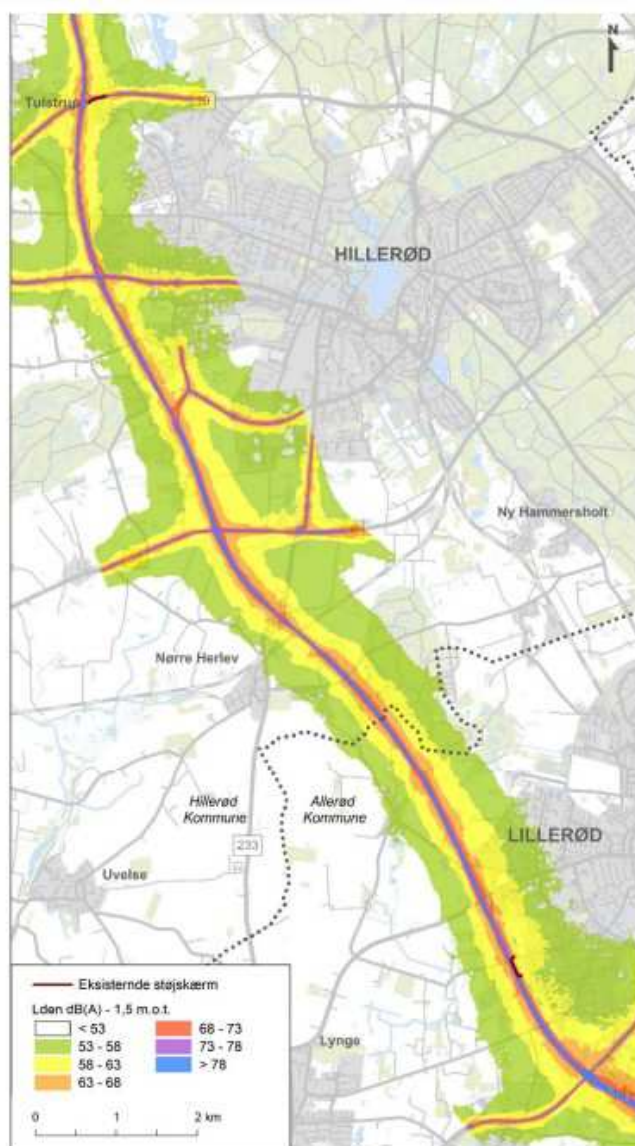 N
Tulstrup
HILLERØD
Ny Hammersholt
Nørre Herlev
Hillerød
Kommune
Allerød
Kommune
233
LILLERØD
Uvelse
Lynge
Eksisternde støjskærm
Lden dB(A) - 1,5 m.o.t.
< 53
53 - 58
58 - 63
63 - 68
68 - 73
73 - 78
> 78
0 1 2 km